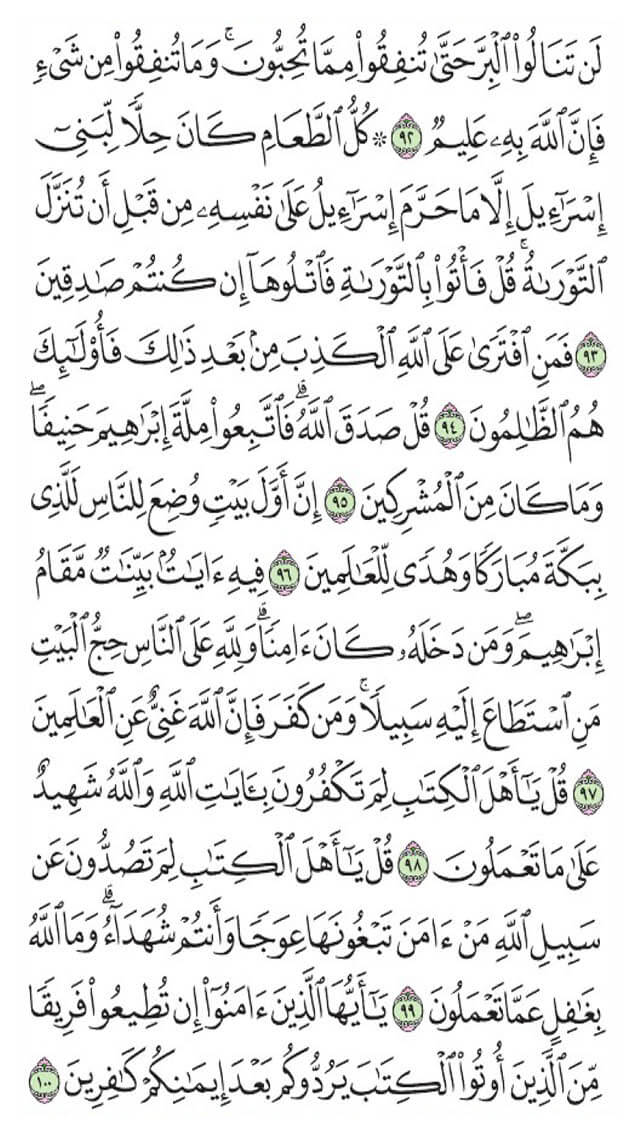 لَن تَنَالُوا۟ ٱلْبِرَّ حَتَّىٰ تُنفِقُوا۟ مِمَّا تُحِبُّونَ ۚ وَمَا تُنفِقُوا۟ مِن شَىْءٍ
فَإِنَّ ٱللَّهَ بِهِۦ عَلِيمٌ ٩٢ ۞ كُلُّ ٱلطَّعَامِ كَانَ حِلًّا لِّبَنِىٓ
إِسْرَٰٓءِيلَ إِلَّا مَا حَرَّمَ إِسْرَٰٓءِيلُ عَلَىٰ نَفْسِهِۦ مِن قَبْلِ أَن تُنَزَّلَ
ٱلتَّوْرَىٰةُ ۗ قُلْ فَأْتُوا۟ بِٱلتَّوْرَىٰةِ فَٱتْلُوهَآ إِن كُنتُمْ صَـٰدِقِينَ
٩٣ فَمَنِ ٱفْتَرَىٰ عَلَى ٱللَّهِ ٱلْكَذِبَ مِنۢ بَعْدِ ذَٰلِكَ فَأُو۟لَـٰٓئِكَ
هُمُ ٱلظَّـٰلِمُونَ ٩٤ قُلْ صَدَقَ ٱللَّهُ ۗ فَٱتَّبِعُوا۟ مِلَّةَ إِبْرَٰهِيمَ حَنِيفًا ۖ
وَمَا كَانَ مِنَ ٱلْمُشْرِكِينَ ٩٥ إِنَّ أَوَّلَ بَيْتٍ وُضِعَ لِلنَّاسِ لَلَّذِى
بِبَكَّةَ مُبَارَكًا وَهُدًى لِّلْعَـٰلَمِينَ ٩٦ فِيهِ ءَايَـٰتٌۢ بَيِّنَـٰتٌ مَّقَامُ
إِبْرَٰهِيمَ ۖ وَمَن دَخَلَهُۥ كَانَ ءَامِنًا ۗ وَلِلَّهِ عَلَى ٱلنَّاسِ حِجُّ ٱلْبَيْتِ
مَنِ ٱسْتَطَاعَ إِلَيْهِ سَبِيلًا ۚ وَمَن كَفَرَ فَإِنَّ ٱللَّهَ غَنِىٌّ عَنِ ٱلْعَـٰلَمِينَ
٩٧ قُلْ يَـٰٓأَهْلَ ٱلْكِتَـٰبِ لِمَ تَكْفُرُونَ بِـَٔايَـٰتِ ٱللَّهِ وَٱللَّهُ شَهِيدٌ
عَلَىٰ مَا تَعْمَلُونَ ٩٨ قُلْ يَـٰٓأَهْلَ ٱلْكِتَـٰبِ لِمَ تَصُدُّونَ عَن
سَبِيلِ ٱللَّهِ مَنْ ءَامَنَ تَبْغُونَهَا عِوَجًا وَأَنتُمْ شُهَدَآءُ ۗ وَمَا ٱللَّهُ
بِغَـٰفِلٍ عَمَّا تَعْمَلُونَ ٩٩ يَـٰٓأَيُّهَا ٱلَّذِينَ ءَامَنُوٓا۟ إِن تُطِيعُوا۟ فَرِيقًا
مِّنَ ٱلَّذِينَ أُوتُوا۟ ٱلْكِتَـٰبَ يَرُدُّوكُم بَعْدَ إِيمَـٰنِكُمْ كَـٰفِرِينَ ١٠٠